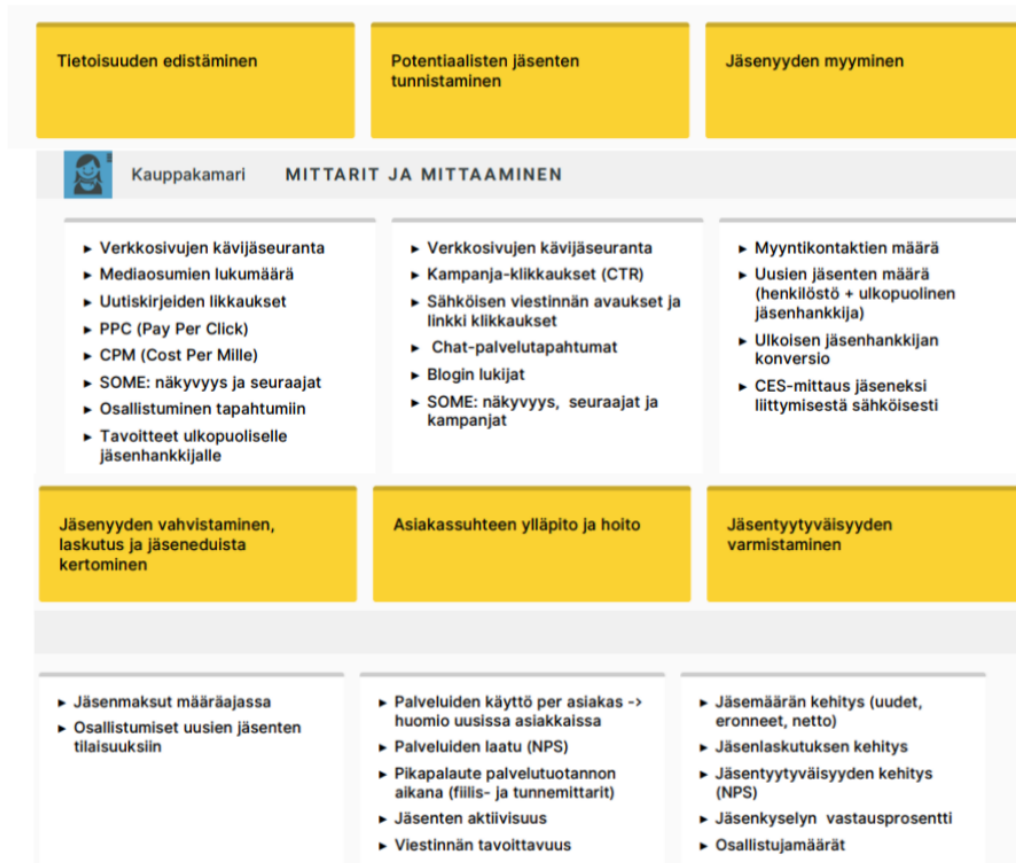 Tietoisuuden edistäminen
Potentiaalisten jäsenten
tunnistaminen
Jäsenyyden myyminen
Kauppakamari MITTARIT JA MITTAAMINEN
► Verkkosivujen kävijäseuranta
► Mediaosumien lukumäärä
► Uutiskirjeiden likkaukset
► PPC (Pay Per Click)
► CPM (Cost Per Mille)
► SOME: näkyvyys ja seuraajat
► Osallistuminen tapahtumiin
► Tavoitteet ulkopuoliselle
jäsenhankkijalle
► Verkkosivujen kävijäseuranta
► Kampanja-klikkaukset (CTR)
► Sähköisen viestinnän avaukset ja
linkki klikkaukset
► Chat-palvelutapahtumat
► Blogin lukijat
► SOME: näkyvyys, seuraajat ja
kampanjat
► Myyntikontaktien määrä
► Uusien jäsenten määrä
(henkilöstö + ulkopuolinen
jäsenhankkija)
► Ulkoisen jäsenhankkijan
konversio
► CES-mittaus jäseneksi
liittymisestä sähköisesti
Jäsenyyden vahvistaminen,
laskutus ja jäseneduista
kertominen
Asiakassuhteen ylläpito ja hoito
Jäsentyytyväisyyden
varmistaminen
► Jäsenmaksut määräajassa
► Osallistumiset uusien jäsenten
tilaisuuksiin
► Palveluiden käyttö per asiakas ->
huomio uusissa asiakkaissa
► Palveluiden laatu (NPS)
► Pikapalaute palvelutuotannon
aikana (fiilis- ja tunnemittarit)
► Jäsenten aktiivisuus
► Viestinnän tavoittavuus
► Jäsemäärän kehitys (uudet,
eronneet, netto)
► Jäsenlaskutuksen kehitys
► Jäsentyytyväisyyden kehitys
(NPS)
► Jäsenkyselyn vastausprosentti
► Osallistujamäärät